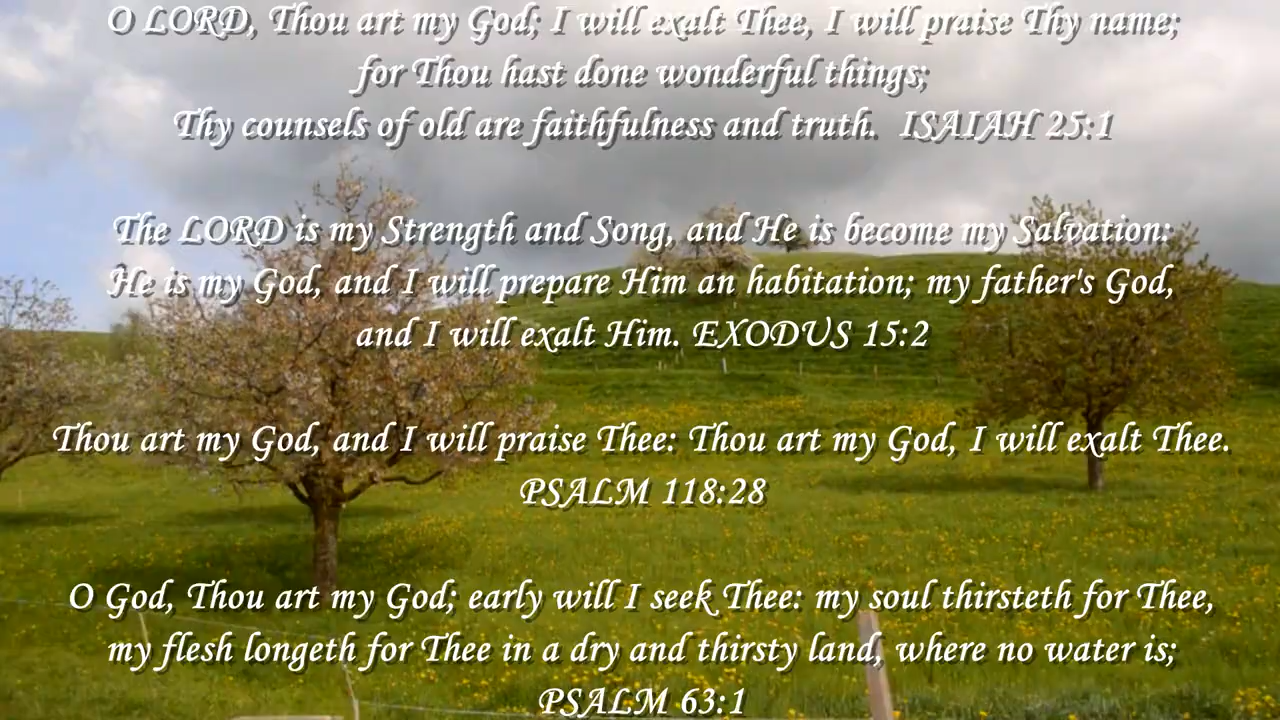 O LORD, Thou art my God; I will exalt Thee, I will praise Thy name;
for Thou hast done wonderful things;
Thy counsels of old are faithfulness and truth. ISAIAH 25:1
The LORD is my Strength and Song, and He is become my Salvation:
He is my God, and I will prepare Him an habitation; my father's God,
and I will exalt Him. EXODUS 15:2
Thou art my God, and I will praise Thee: Thou art my God, I will exalt Thee.
PSALM 118:28
O God, Thou art my God; early will I seek Thee: my soul thirsteth for Thee,
my flesh longeth for Thee in a dry and thirsty land, where no water is;
PSALM 63:1